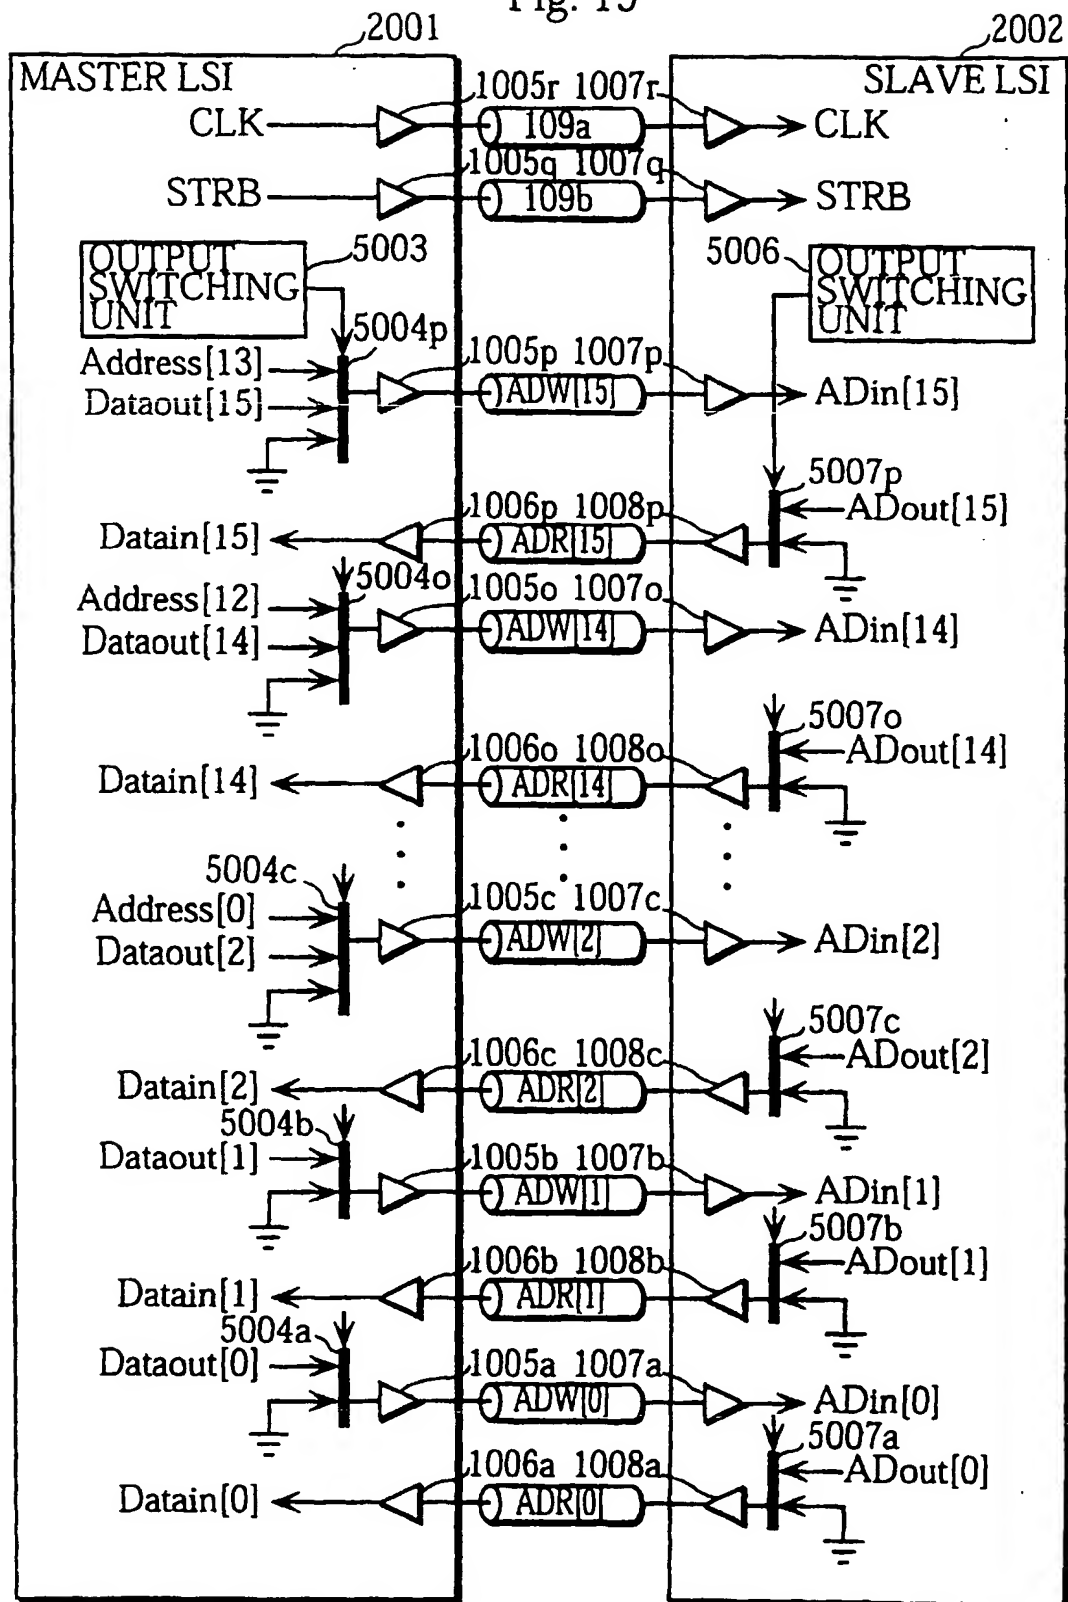 Fig. 15
2001 2002
MASTER LSI SLAVE LSI
1005r 1007r
CLK 109a CLK
1005q 1007q
STRB 109b STRB
OUTPUT SWITCHING UNIT 5003 5006 OUTPUT SWITCHING UNIT
5004p
Address[13] 1005p 1007p
Dataout[15] ADW[15] ADin[15]
5007p
1006p 1008p ADout[15]
Datain[15] ADR[15]
5004o
Address[12] 1005o 1007o
Dataout[14] ADW[14] ADin[14]
5007o
1006o 1008o ADout[14]
Datain[14] ADR[14]
5004c
Address[0] 1005c 1007c
Dataout[2] ADW[2] ADin[2]
5007c
1006c 1008c ADout[2]
Datain[2] ADR[2]
5004b
Dataout[1] 1005b 1007b
ADW[1] ADin[1]
5007b
1006b 1008b ADout[1]
Datain[1] ADR[1]
5004a
Dataout[0] 1005a 1007a
ADW[0] ADin[0]
5007a
1006a 1008a ADout[0]
Datain[0] ADR[0]